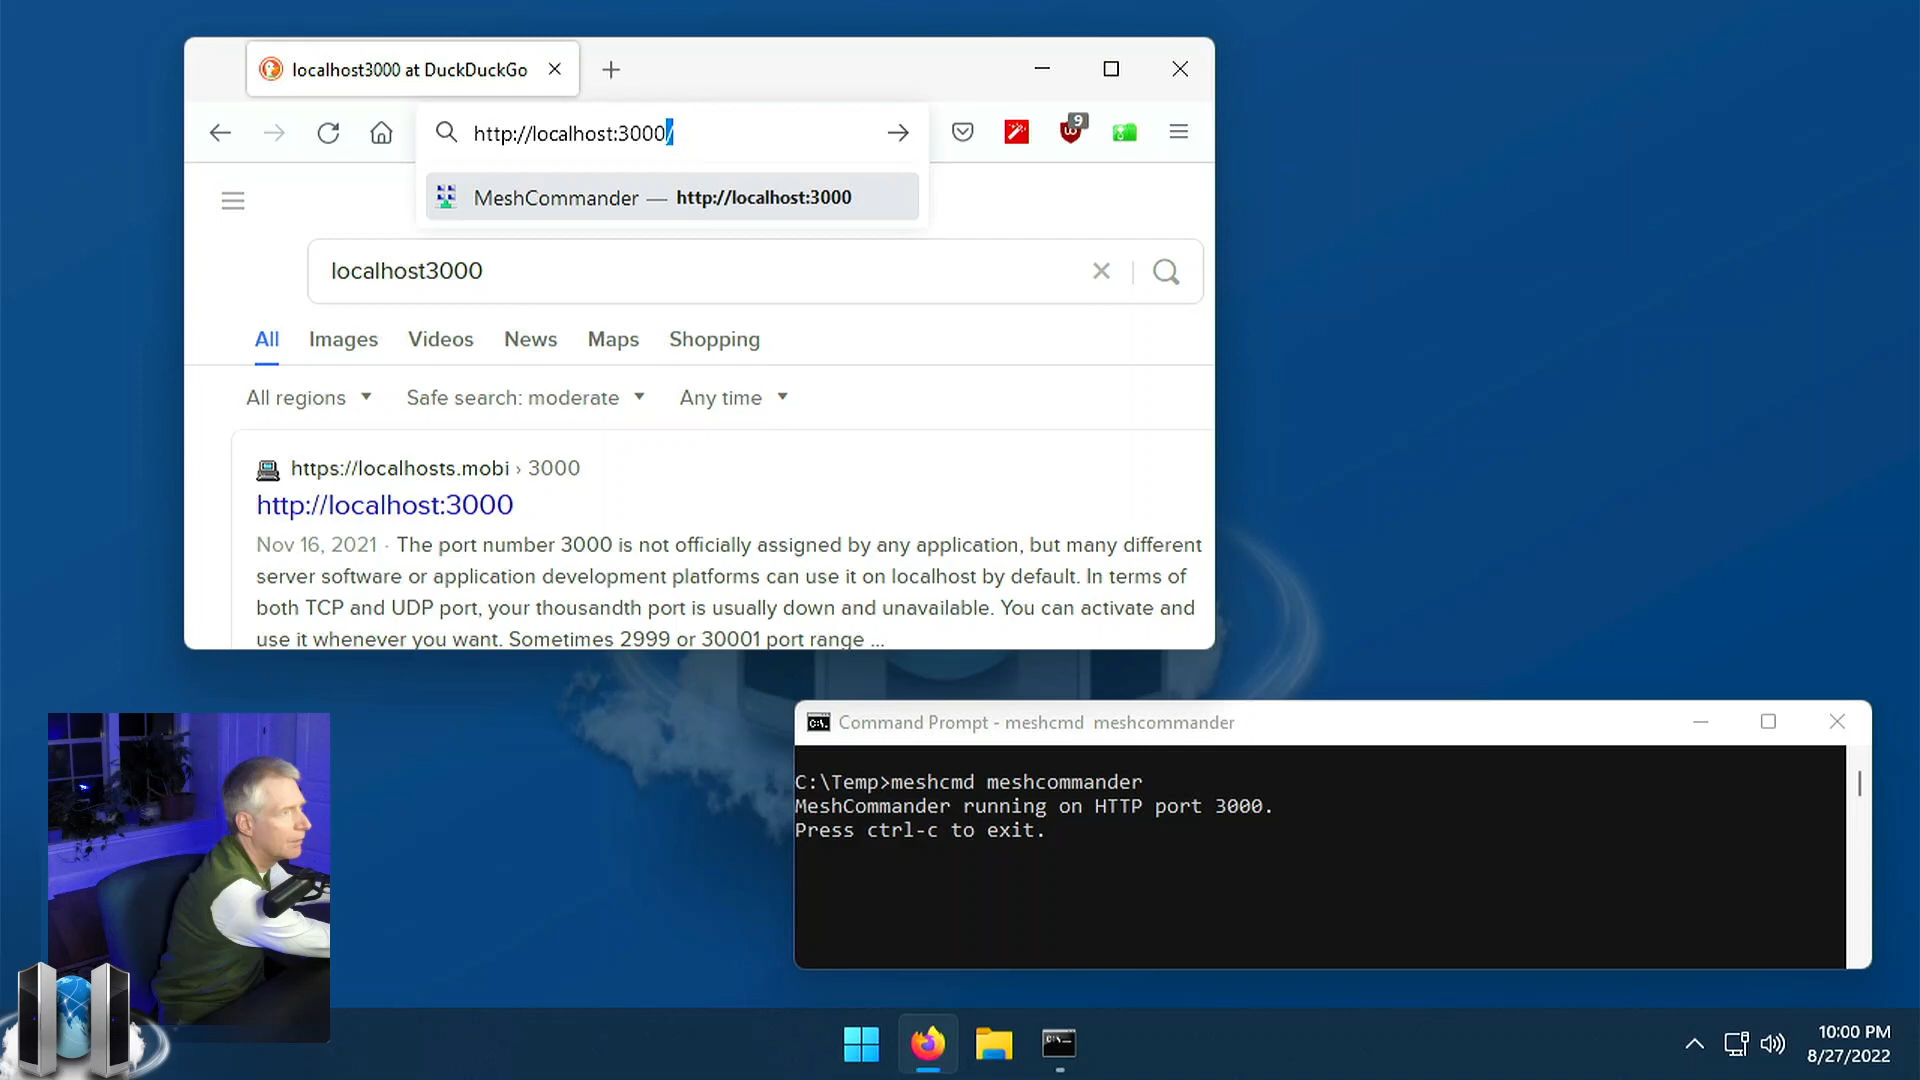 localhost3000 at DuckDuckGo
http://localhost:3000/
9
MeshCommander — http://localhost:3000
localhost3000
All Images Videos News Maps Shopping
All regions Safe search: moderate Any time
https://localhosts.mobi › 3000
http://localhost:3000
Nov 16, 2021 · The port number 3000 is not officially assigned by any application, but many different
server software or application development platforms can use it on localhost by default. In terms of
both TCP and UDP port, your thousandth port is usually down and unavailable. You can activate and
use it whenever you want. Sometimes 2999 or 30001 port range ...
Command Prompt - meshcmd meshcommander
C:\Temp>meshcmd meshcommander
MeshCommander running on HTTP port 3000.
Press ctrl-c to exit.
10:00 PM
8/27/2022